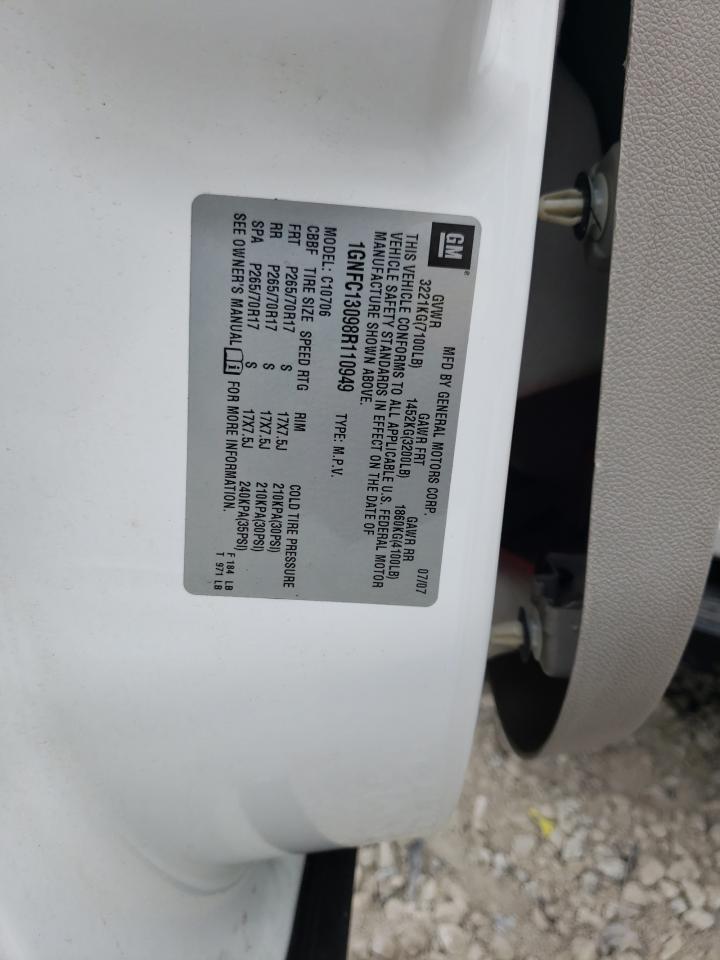 GM®
MFD BY GENERAL MOTORS CORP. 07/07
GVWR GAWR FRT GAWR RR
3221KG(7100LB) 1452KG(3200LB) 1860KG(4100LB)
THIS VEHICLE CONFORMS TO ALL APPLICABLE U.S. FEDERAL MOTOR
VEHICLE SAFETY STANDARDS IN EFFECT ON THE DATE OF
MANUFACTURE SHOWN ABOVE.
1GNFC13098R110949 TYPE: M.P.V.
MODEL: C10706
CBBF TIRE SIZE SPEED RTG RIM COLD TIRE PRESSURE
FRT P265/70R17 S 17X7.5J 210KPA(30PSI)
RR P265/70R17 S 17X7.5J 210KPA(30PSI)
SPA P265/70R17 S 17X7.5J 240KPA(35PSI)
SEE OWNER'S MANUAL i FOR MORE INFORMATION.
F 184 LB
T 971 LB